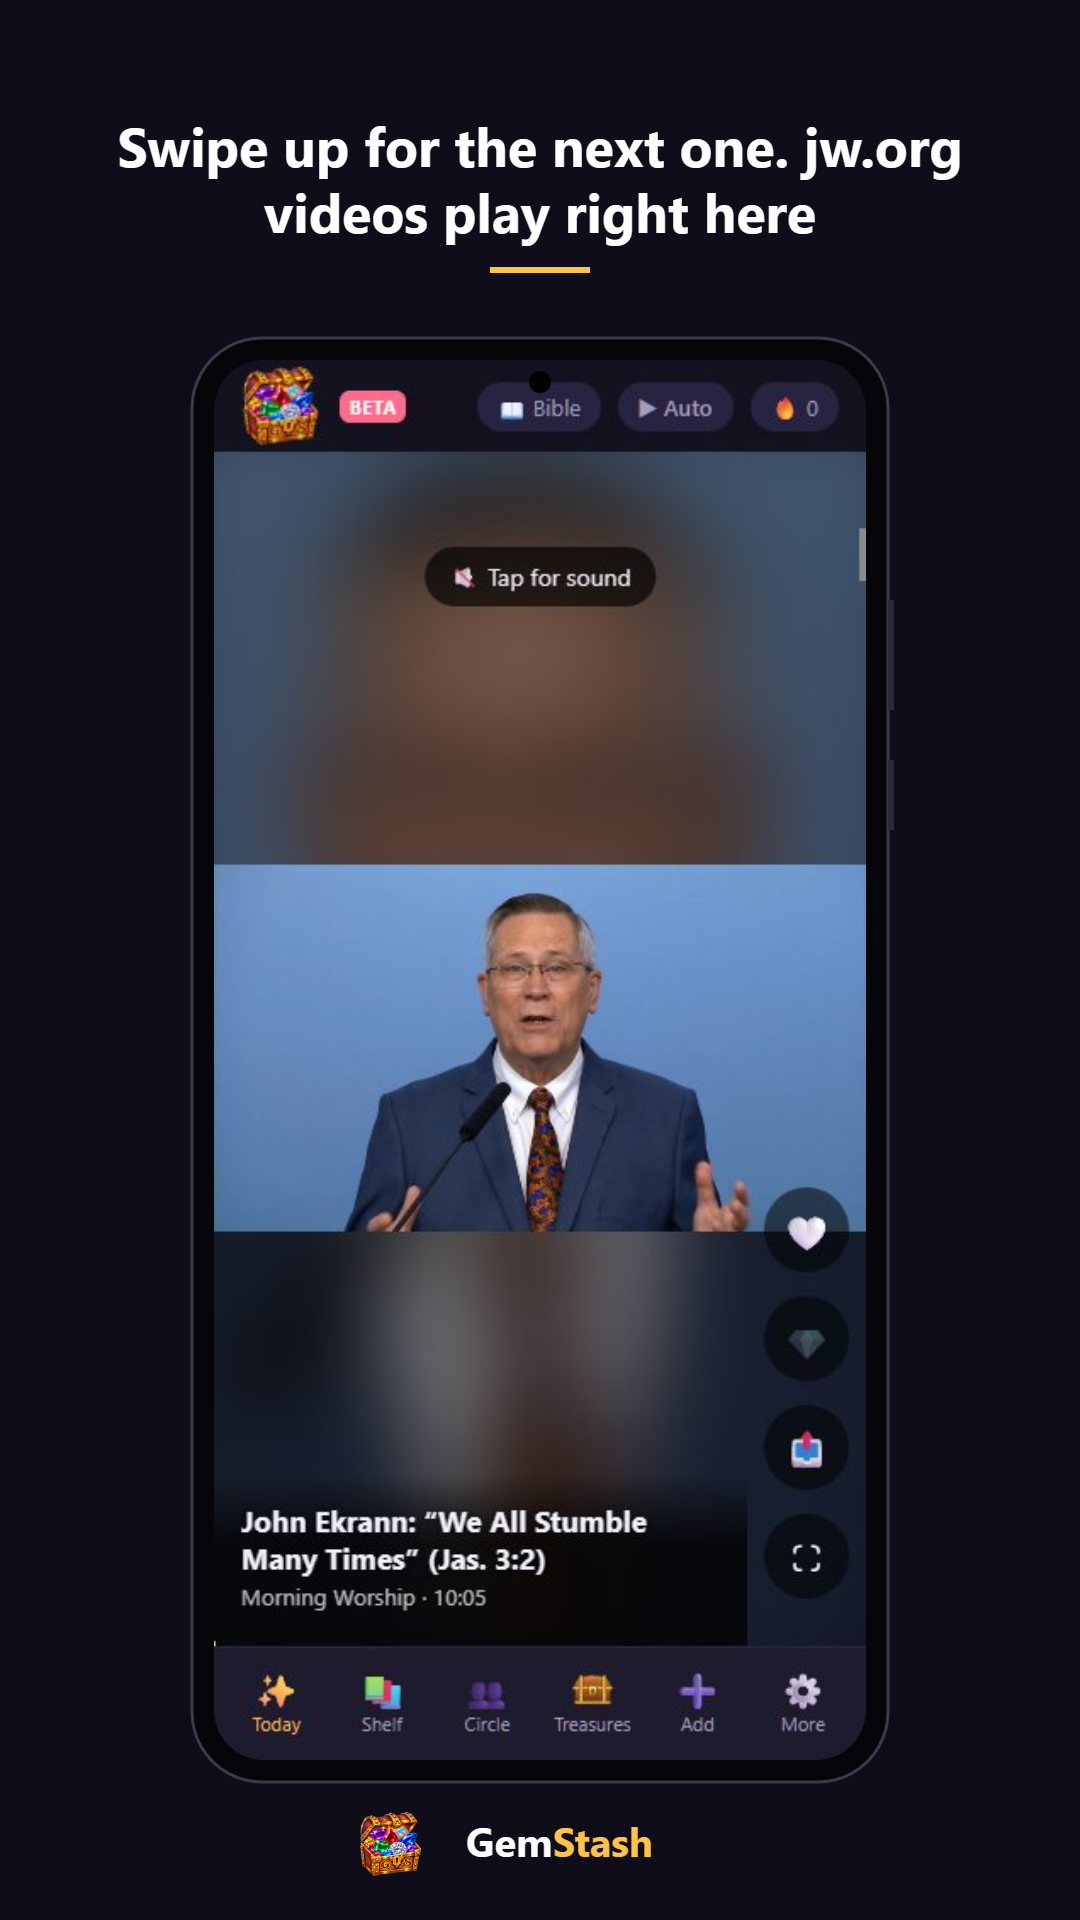 Swipe up for the next one. jw.org
videos play right here
BETA
Bible
Auto
0
Tap for sound
John Ekrann: “We All Stumble
Many Times” (Jas. 3:2)
Morning Worship · 10:05
Today
Shelf
Circle
Treasures
Add
More
GemStash